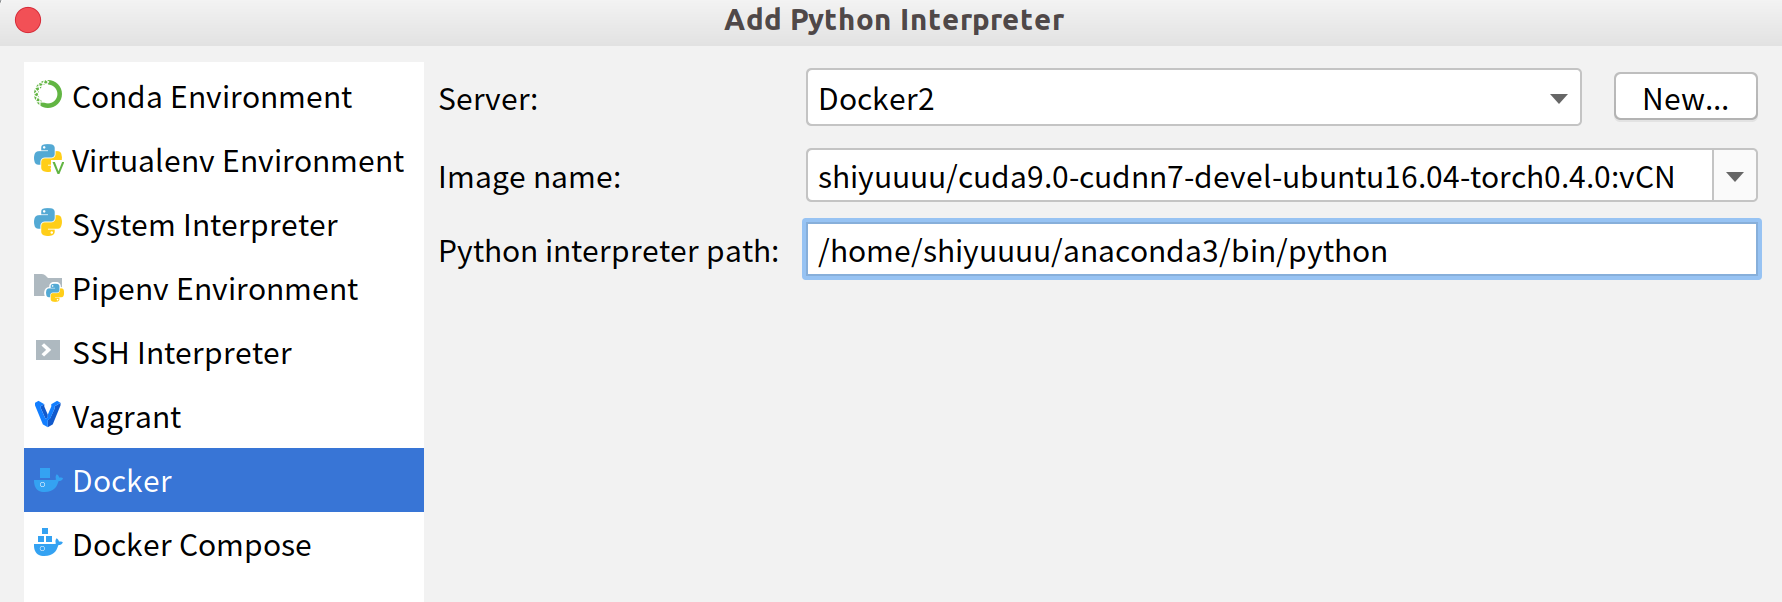 Add Python Interpreter
Conda Environment
Virtualenv Environment
System Interpreter
Pipenv Environment
SSH Interpreter
Vagrant
Docker
Docker Compose
Server:
Docker2
New...
Image name:
shiyuuuu/cuda9.0-cudnn7-devel-ubuntu16.04-torch0.4.0:vCN
Python interpreter path:
/home/shiyuuuu/anaconda3/bin/python